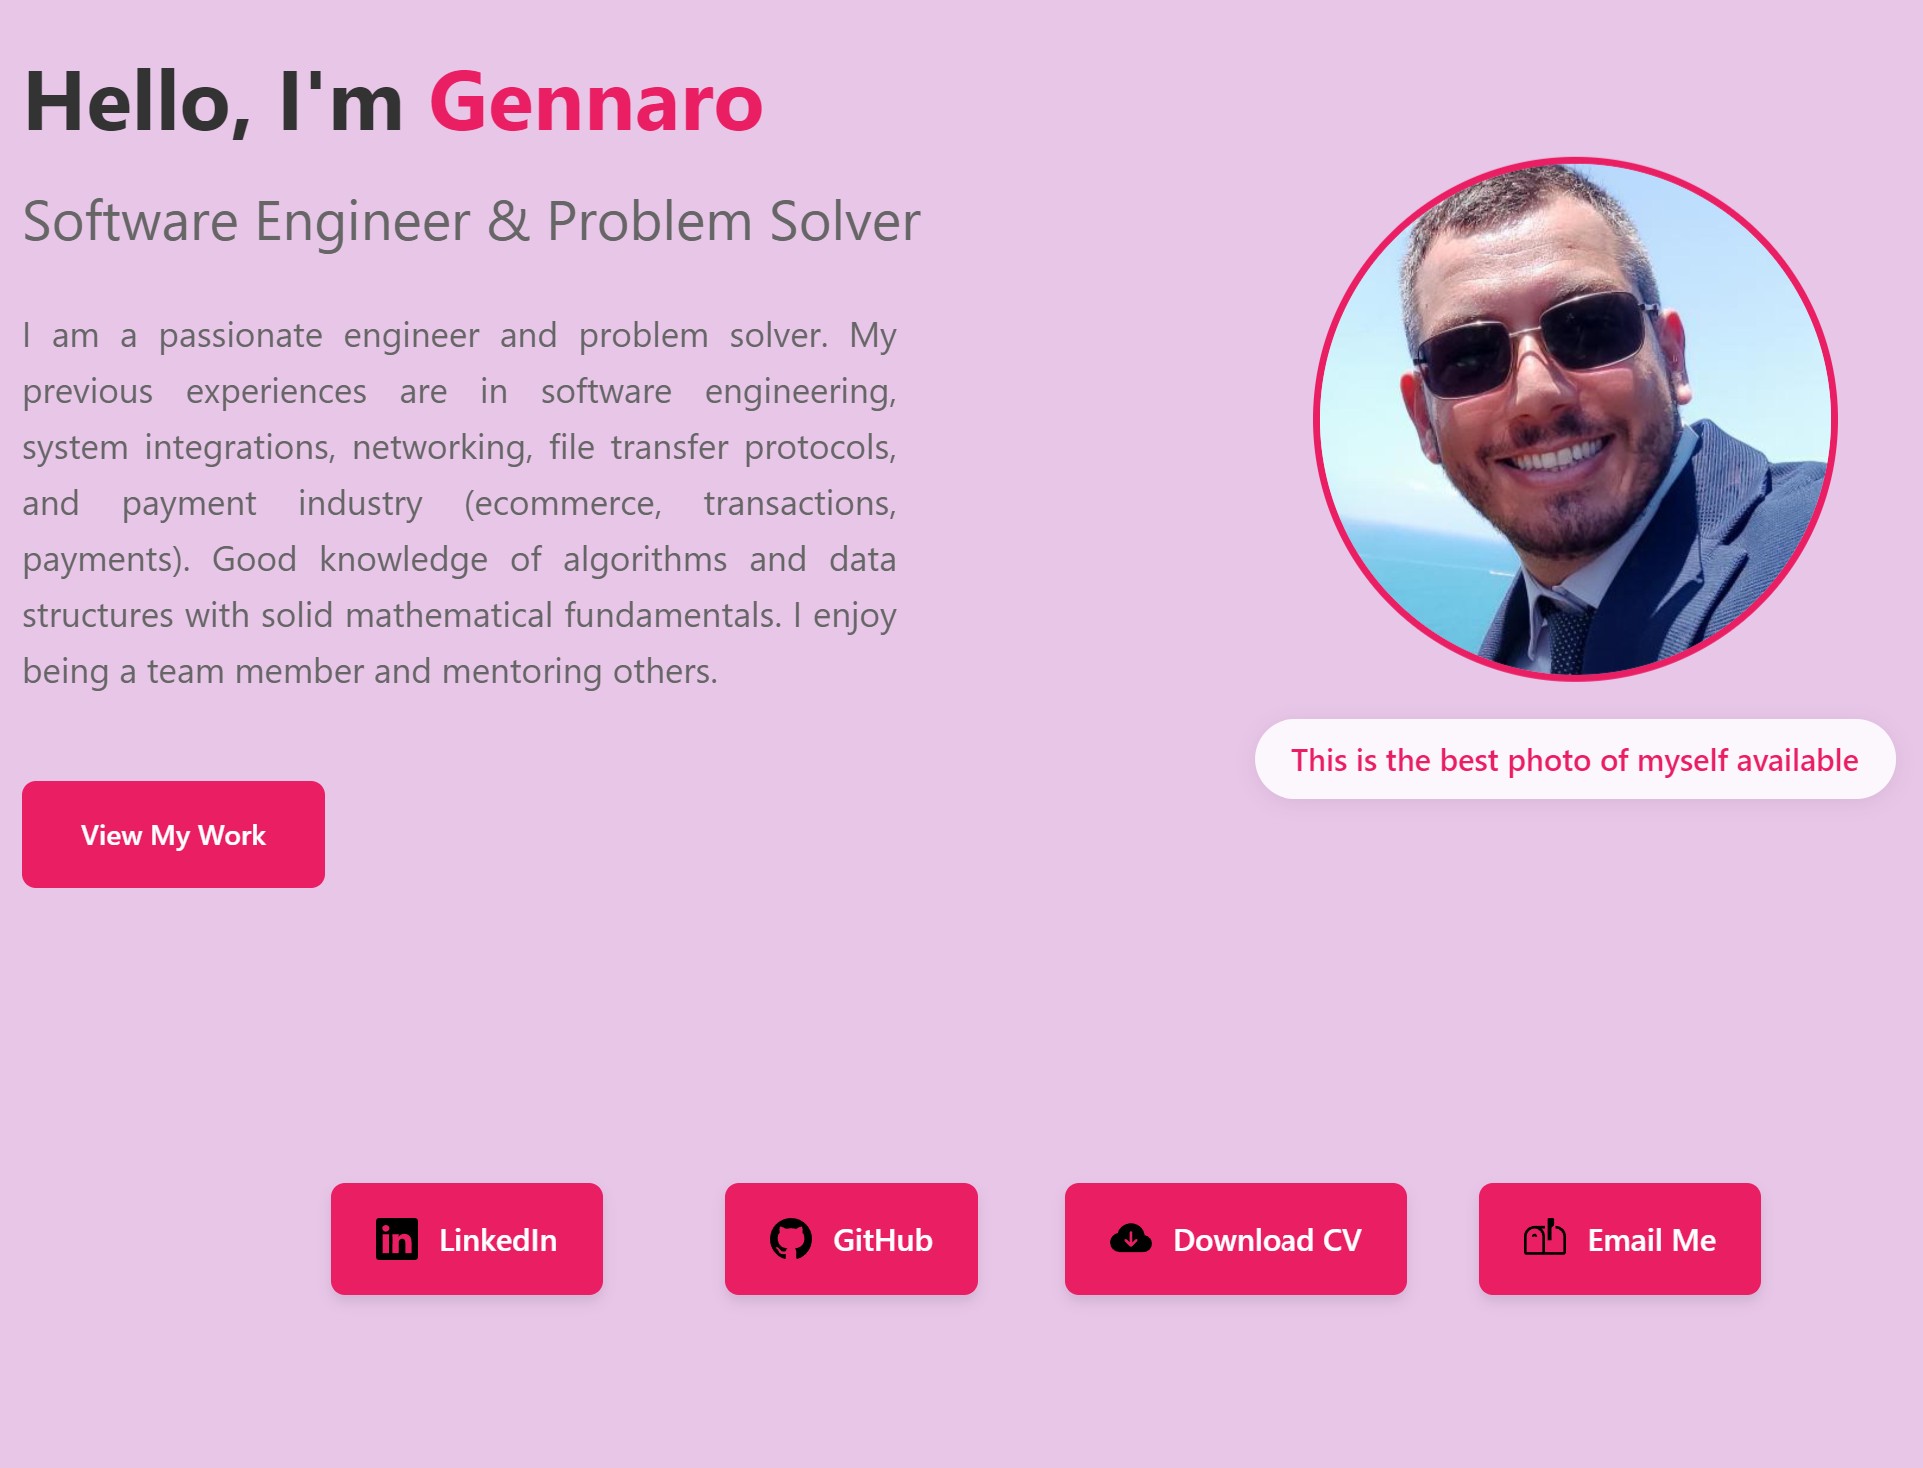 Hello, I'm Gennaro
Software Engineer & Problem Solver
I am a passionate engineer and problem solver. My
previous experiences are in software engineering,
system integrations, networking, file transfer protocols,
and payment industry (ecommerce, transactions,
payments). Good knowledge of algorithms and data
structures with solid mathematical fundamentals. I enjoy
being a team member and mentoring others.
This is the best photo of myself available
View My Work
LinkedIn
GitHub
Download CV
Email Me